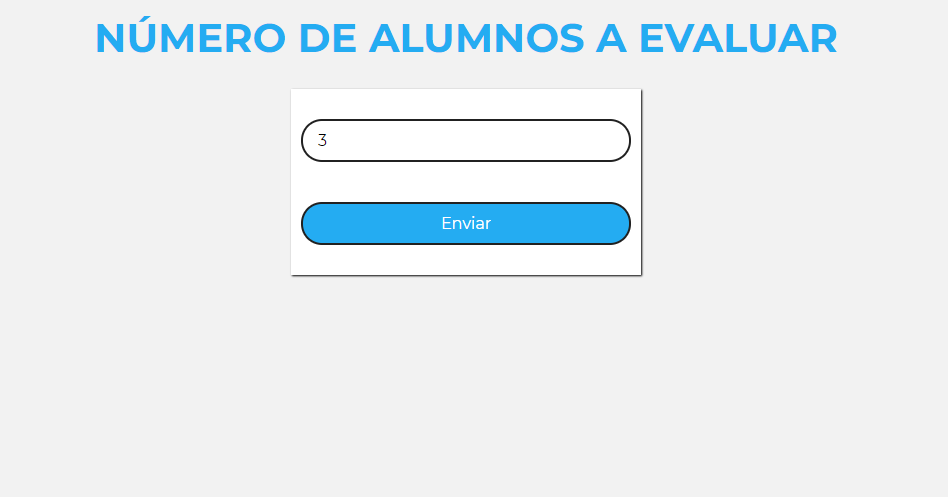 NÚMERO DE ALUMNOS A EVALUAR
3
Enviar